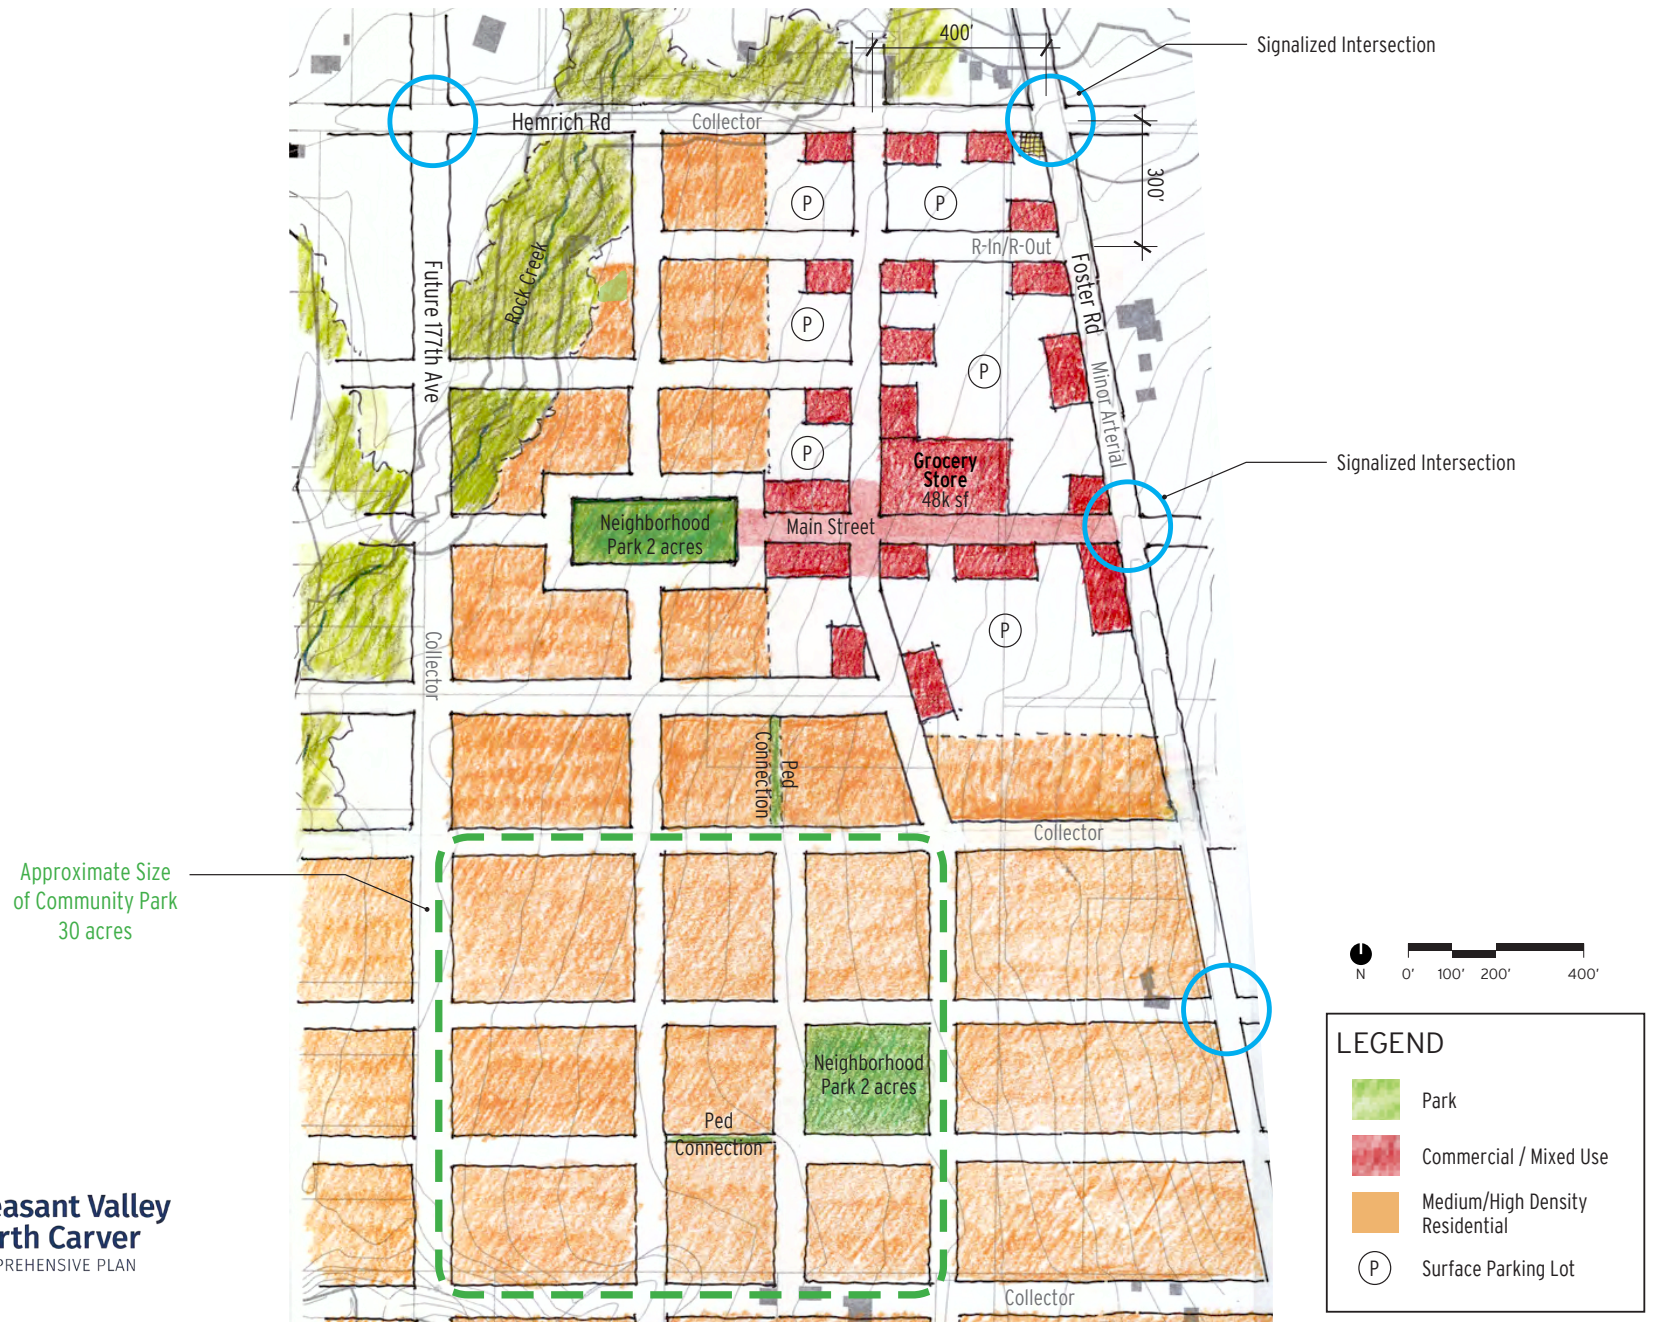 400'
Signalized Intersection
Hemrich Rd
Collector
300'
P
P
R-In/R-Out
Rock Creek
Future 177th Ave
Foster Rd
P
P
Minor Arterial
P
Grocery
Store
48k sf
Signalized Intersection
Neighborhood
Park 2 acres
Main Street
P
Collector
Ped
Connection
Collector
Approximate Size
of Community Park
30 acres
N
0'
100'
200'
400'
Neighborhood
Park 2 acres
Ped
Connection
LEGEND
Park
Commercial / Mixed Use
Medium/High Density
Residential
P
Surface Parking Lot
easant Valley
rth Carver
PREHENSIVE PLAN
Collector